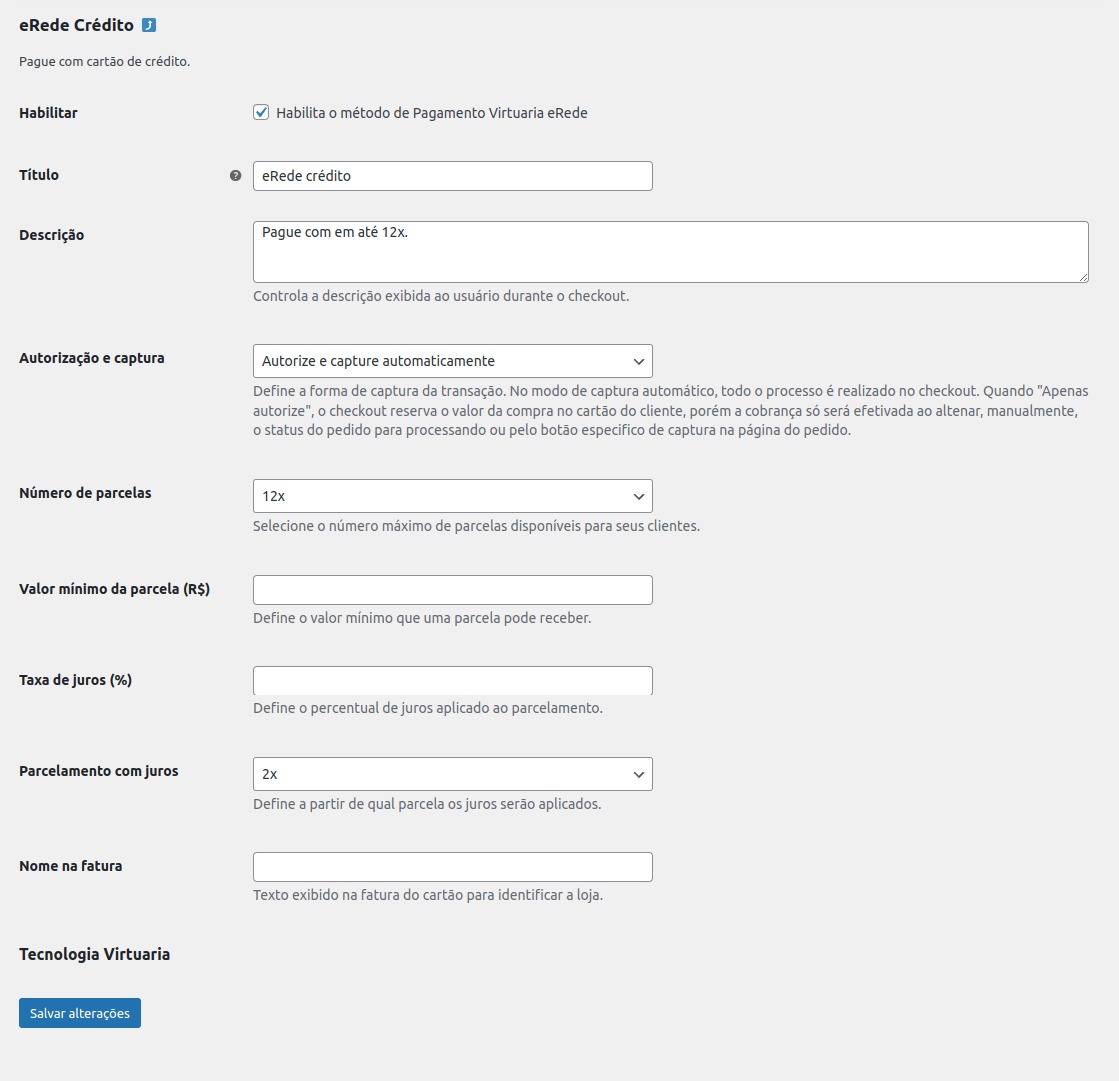 eRede Crédito
Pague com cartão de crédito.
Habilitar
Habilita o método de Pagamento Virtuaria eRede
Título
eRede crédito
Descrição
Pague com em até 12x.
Controla a descrição exibida ao usuário durante o checkout.
Autorização e captura
Autorize e capture automaticamente
Define a forma de captura da transação. No modo de captura automático, todo o processo é realizado no checkout. Quando "Apenas
autorize", o checkout reserva o valor da compra no cartão do cliente, porém a cobrança só será efetivada ao altenar, manualmente,
o status do pedido para processando ou pelo botão especifico de captura na página do pedido.
Número de parcelas
12x
Selecione o número máximo de parcelas disponíveis para seus clientes.
Valor mínimo da parcela (R$)
Define o valor mínimo que uma parcela pode receber.
Taxa de juros (%)
Define o percentual de juros aplicado ao parcelamento.
Parcelamento com juros
2x
Define a partir de qual parcela os juros serão aplicados.
Nome na fatura
Texto exibido na fatura do cartão para identificar a loja.
Tecnologia Virtuaria
Salvar alterações